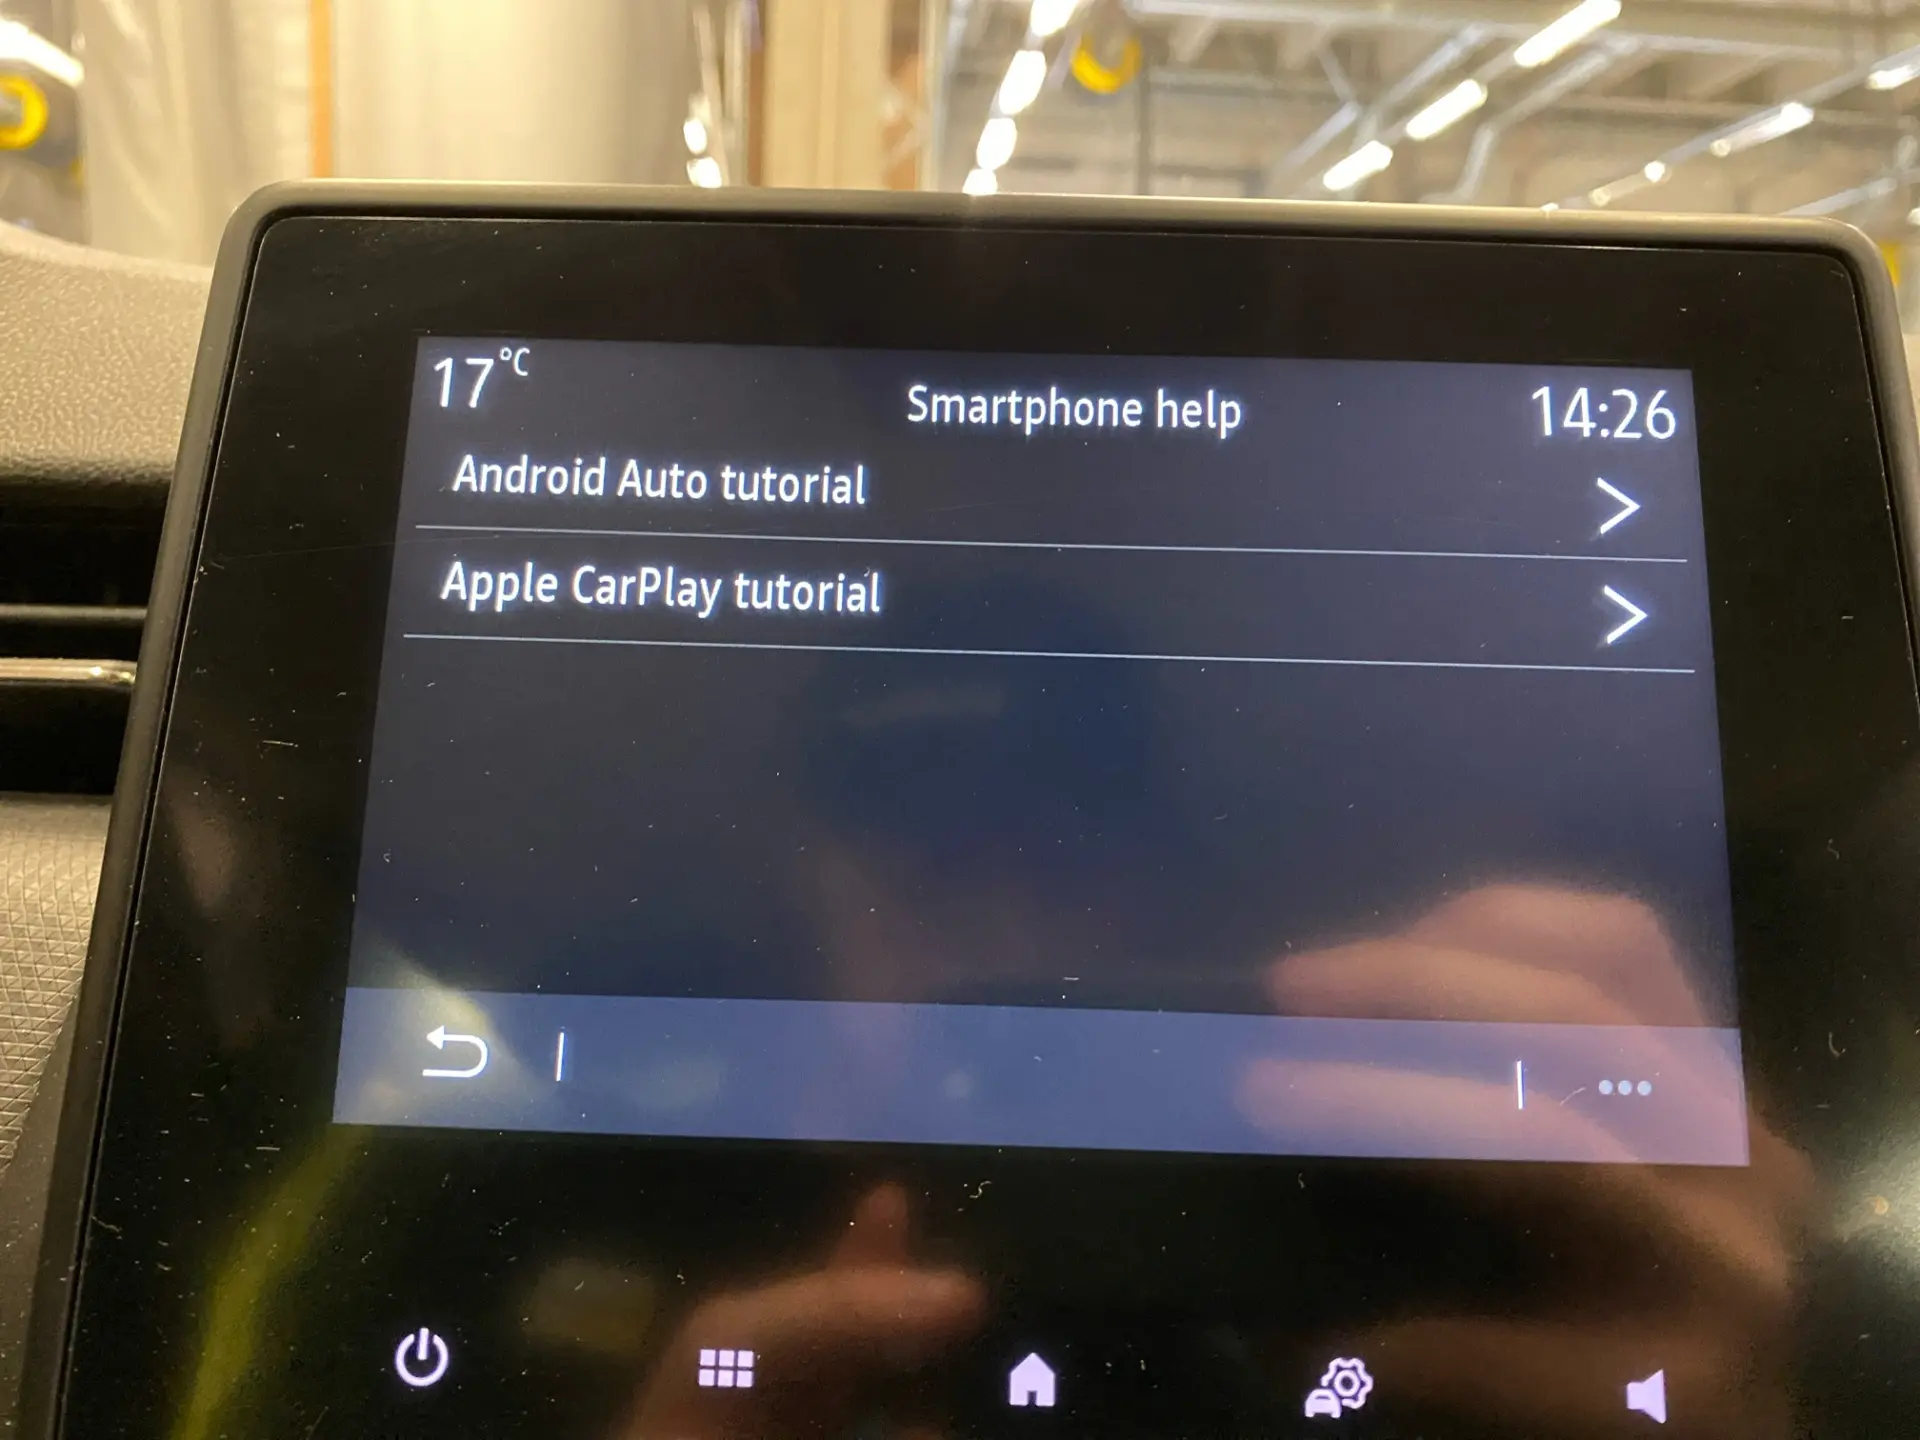 17°C
Smartphone help
14:26
Android Auto tutorial
Apple CarPlay tutorial